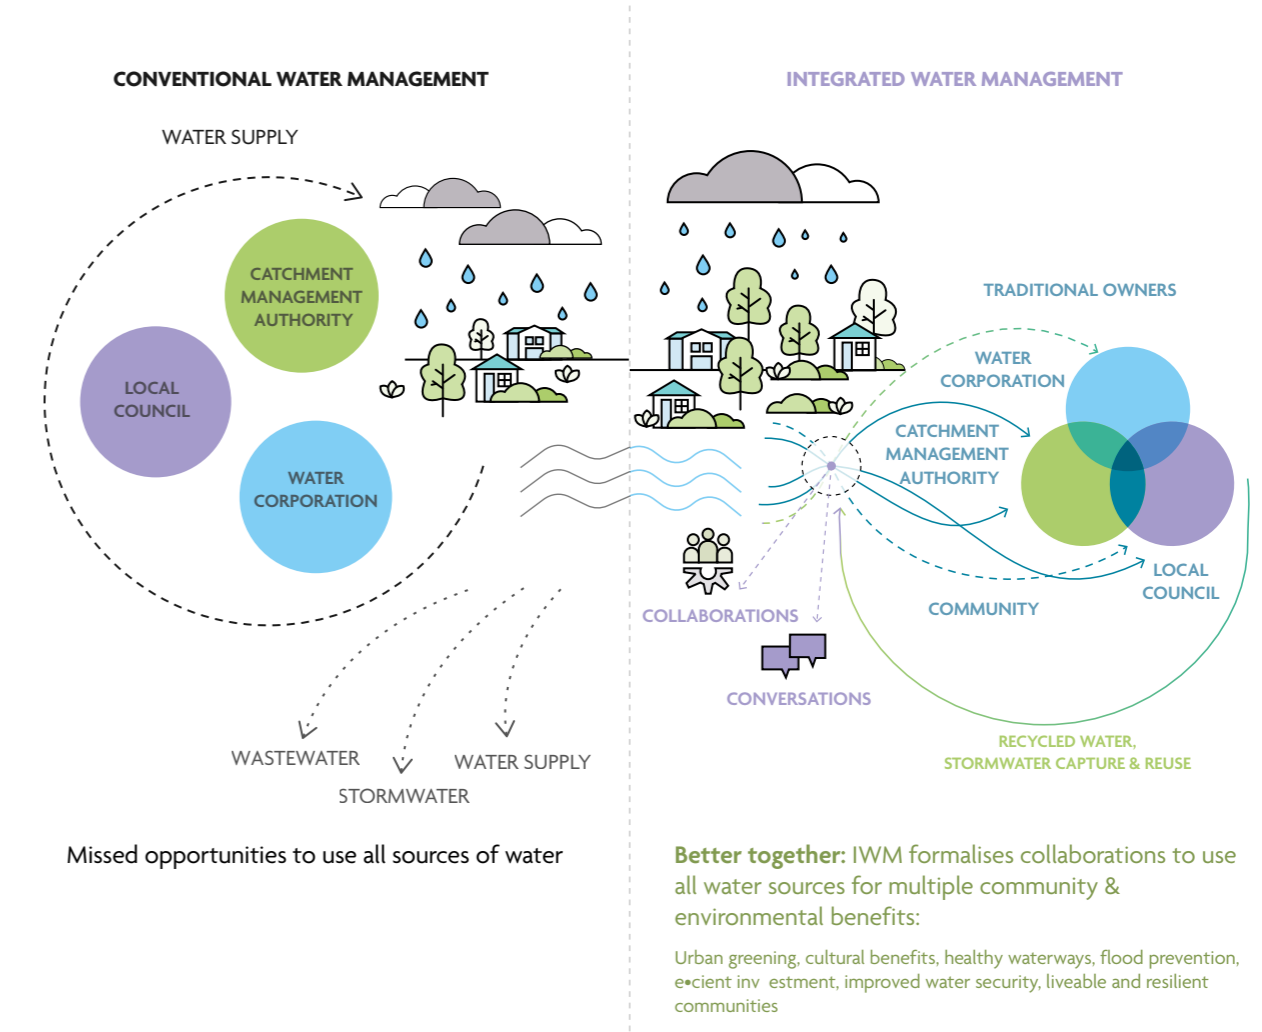 CONVENTIONAL WATER MANAGEMENT
WATER SUPPLY
CATCHMENT
MANAGEMENT
AUTHORITY
LOCAL
COUNCIL
WATER
CORPORATION
WASTEWATER
WATER SUPPLY
STORMWATER
Missed opportunities to use all sources of water
INTEGRATED WATER MANAGEMENT
TRADITIONAL OWNERS
WATER
CORPORATION
CATCHMENT
MANAGEMENT
AUTHORITY
LOCAL
COUNCIL
COMMUNITY
COLLABORATIONS
CONVERSATIONS
RECYCLED WATER,
STORMWATER CAPTURE & REUSE
Better together: IWM formalises collaborations to use
all water sources for multiple community &
environmental benefits:
Urban greening, cultural benefits, healthy waterways, flood prevention,
e•cient inv estment, improved water security, liveable and resilient
communities